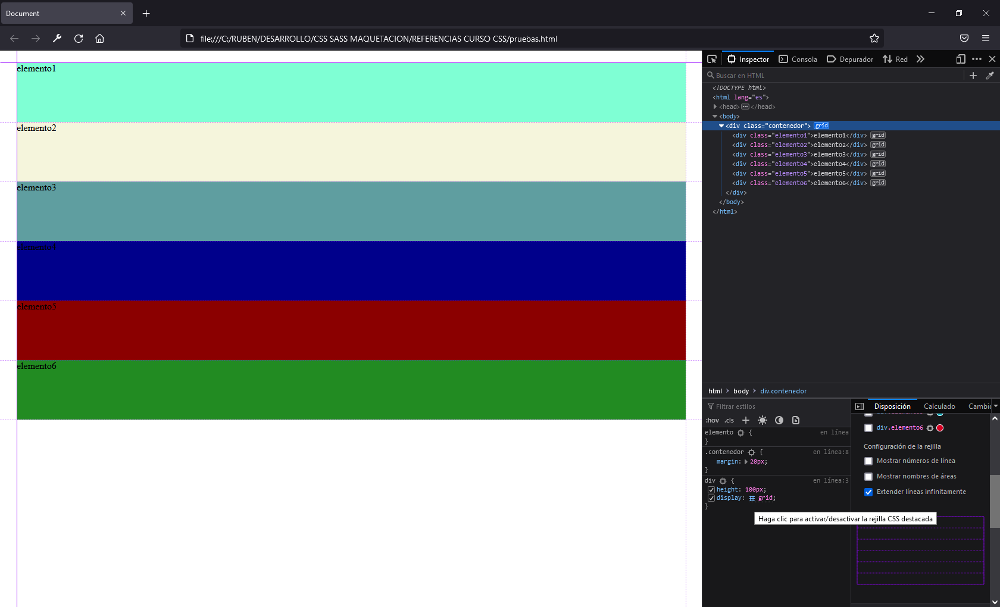 Document
file:///C:/RUBEN/DESARROLLO/CSS SASS MAQUETACION/REFERENCIAS CURSO CSS/pruebas.html
elemento1
elemento2
elemento3
elemento4
elemento5
elemento6
Inspector
Consola
Depurador
Red
Buscar en HTML
<!DOCTYPE html>
<html lang="es">
<head> </head>
<body>
<div class="contenedor"> grid
<div class="elemento1">elemento1</div> grid
<div class="elemento2">elemento2</div> grid
<div class="elemento3">elemento3</div> grid
<div class="elemento4">elemento4</div> grid
<div class="elemento5">elemento5</div> grid
<div class="elemento6">elemento6</div> grid
</div>
</body>
</html>
html > body > div.contenedor
Filtrar estilos
:hov .cls
elemento { en línea
}
.contenedor { en línea:8
margin: 20px;
}
div { en línea:3
height: 100px;
display: grid;
}
Disposición
Calculado
Cambio
div.elemento6
Configuración de la rejilla
Mostrar números de línea
Mostrar nombres de áreas
Extender líneas infinitamente
Haga clic para activar/desactivar la rejilla CSS destacada